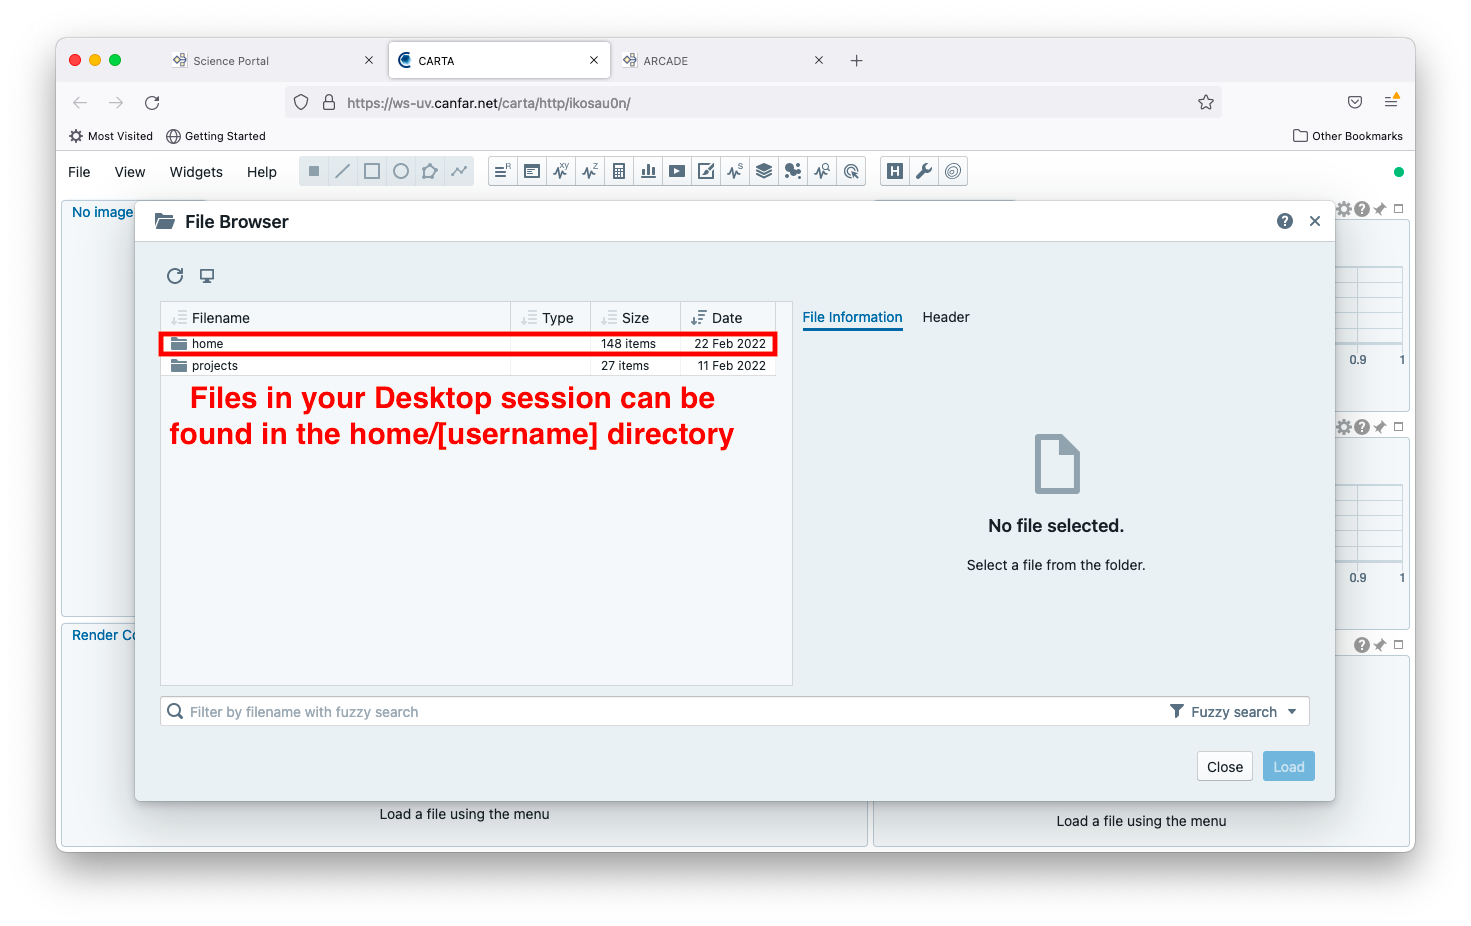 Science Portal
CARTA
ARCADE
https://ws-uv.canfar.net/carta/http/ikosau0n/
Most Visited
Getting Started
Other Bookmarks
File
View
Widgets
Help
R
XY
Z
S
H
No image
File Browser
Filename
Type
Size
Date
home
148 items
22 Feb 2022
projects
27 items
11 Feb 2022
Files in your Desktop session can be
found in the home/[username] directory
File Information
Header
No file selected.
Select a file from the folder.
0.9
1
0.9
1
Render Co
Filter by filename with fuzzy search
Fuzzy search
Close
Load
Load a file using the menu
Load a file using the menu